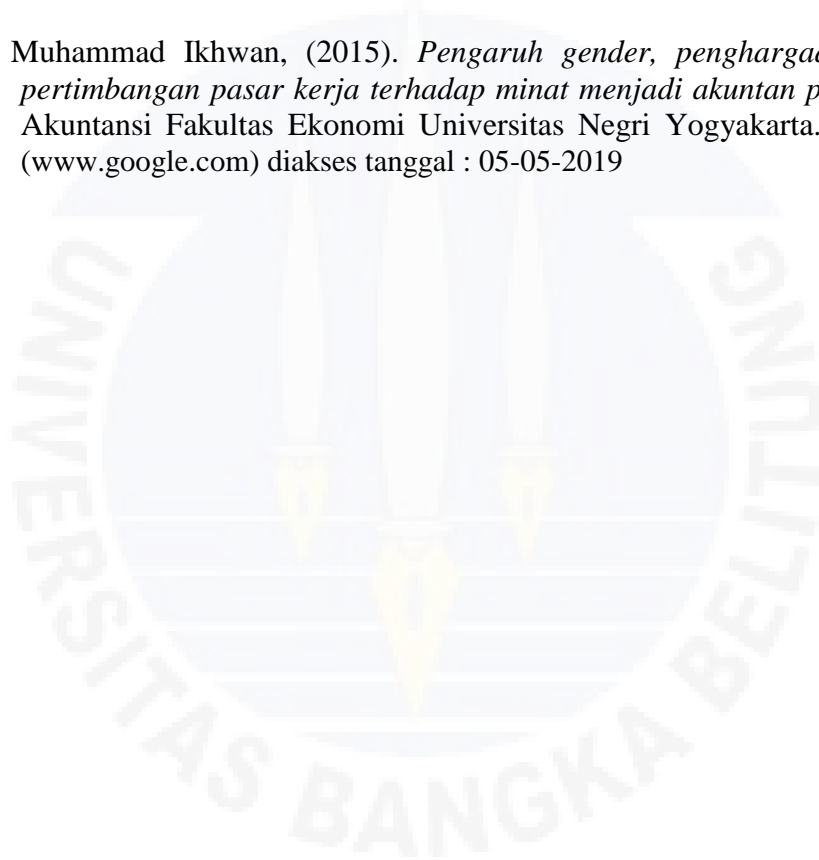 Muhammad Ikhwan, (2015). Pengaruh gender,
pertimbangan pasar kerja terhadap minat menjadi akuntan
Akuntansi Fakultas Ekonomi Universitas Negri Yogyakarta.
(www.google.com) diakses tanggal : 05-05-2019
UNIVERSITAS BANGKA BELITUNG